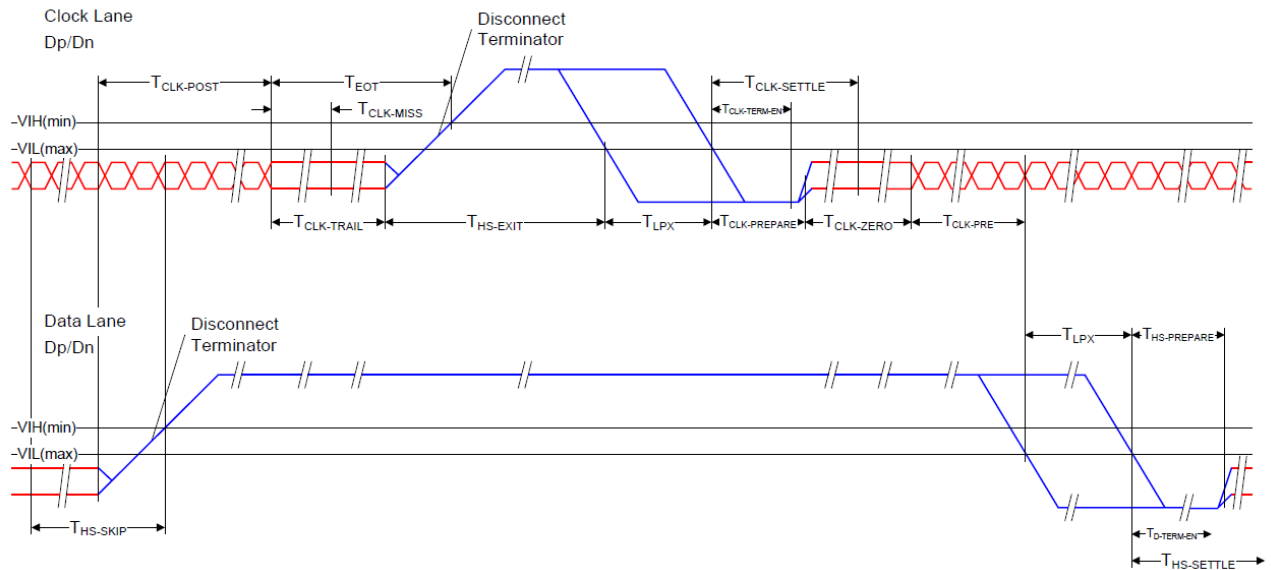 Clock Lane
Dp/Dn
Disconnect
Terminator
TCLK-POST
TEOT
TCLK-SETTLE
TCLK-MISS
TCLK-TERM-EN
VIH(min)
VIL(max)
TCLK-TRAIL
THS-EXIT
TLPX
TCLK-PREPARE
TCLK-ZERO
TCLK-PRE
Data Lane
Dp/Dn
Disconnect
Terminator
TLPX
THS-PREPARE
VIH(min)
VIL(max)
THS-SKIP
TD-TERM-EN
THS-SETTLE